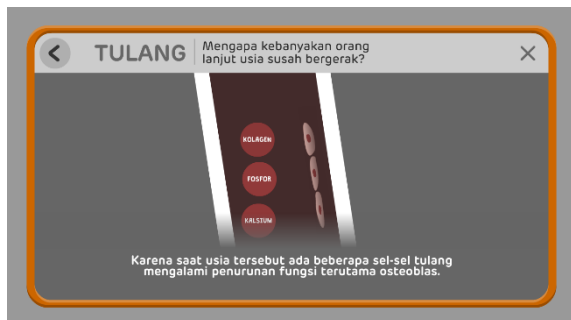 TULANG
Mengapa kebanyakan orang
lanjut usia susah bergerak?
KOLAGEN
FOSFOR
KALSIUM
Karena saat usia tersebut ada beberapa sel-sel tulang
mengalami penurunan fungsi terutama osteoblas.